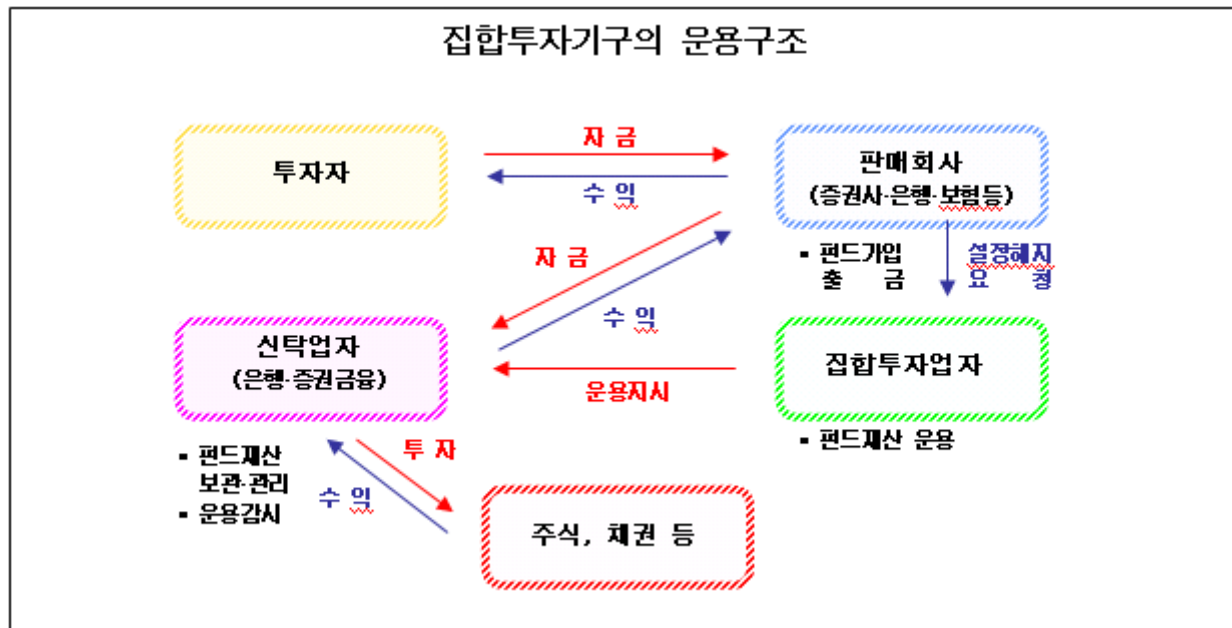 집합투자기구의 운용구조
투자자
자 금
수 익
판매회사
(증권사·은행·보험등)
자 금
수 익
▪ 펀드가입
출 금
설정해지
요 청
신탁업자
(은행·증권금융)
운용지시
집합투자업자
▪ 펀드재산
보관·관리
▪ 운용감시
투 자
수 익
▪ 펀드재산 운용
주식, 채권 등